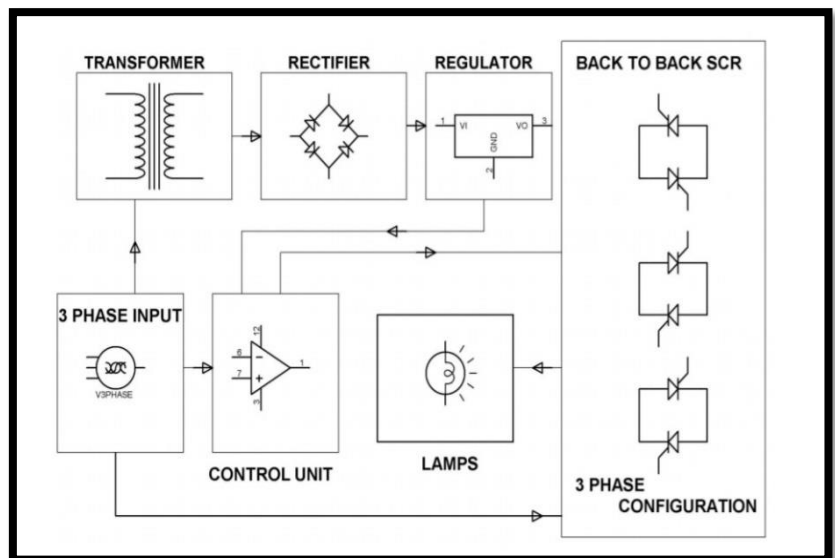 TRANSFORMER
RECTIFIER
REGULATOR
BACK TO BACK SCR
1
VI
VO
3
GND
2
3 PHASE INPUT
V3PHASE
12
6
7
1
3
CONTROL UNIT
LAMPS
3 PHASE
CONFIGURATION